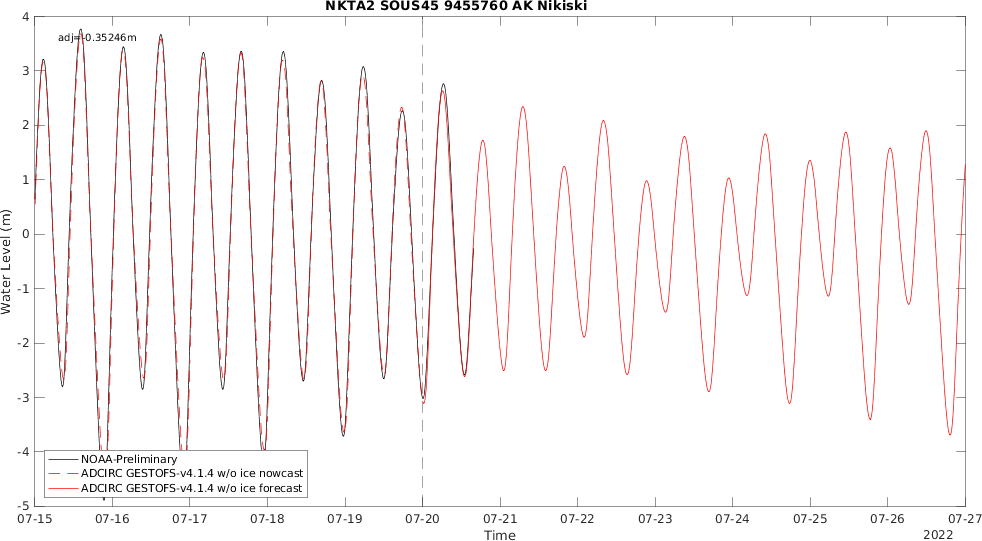 NKTA2 SOUS45 9455760 AK Nikiski
adj=-0.35246m
Water Level (m)
4
3
2
1
0
-1
-2
-3
-4
-5
NOAA-Preliminary
ADCIRC GESTOFS-v4.1.4 w/o ice nowcast
ADCIRC GESTOFS-v4.1.4 w/o ice forecast
07-15 07-16 07-17 07-18 07-19 07-20 07-21 07-22 07-23 07-24 07-25 07-26 07-27
Time
2022